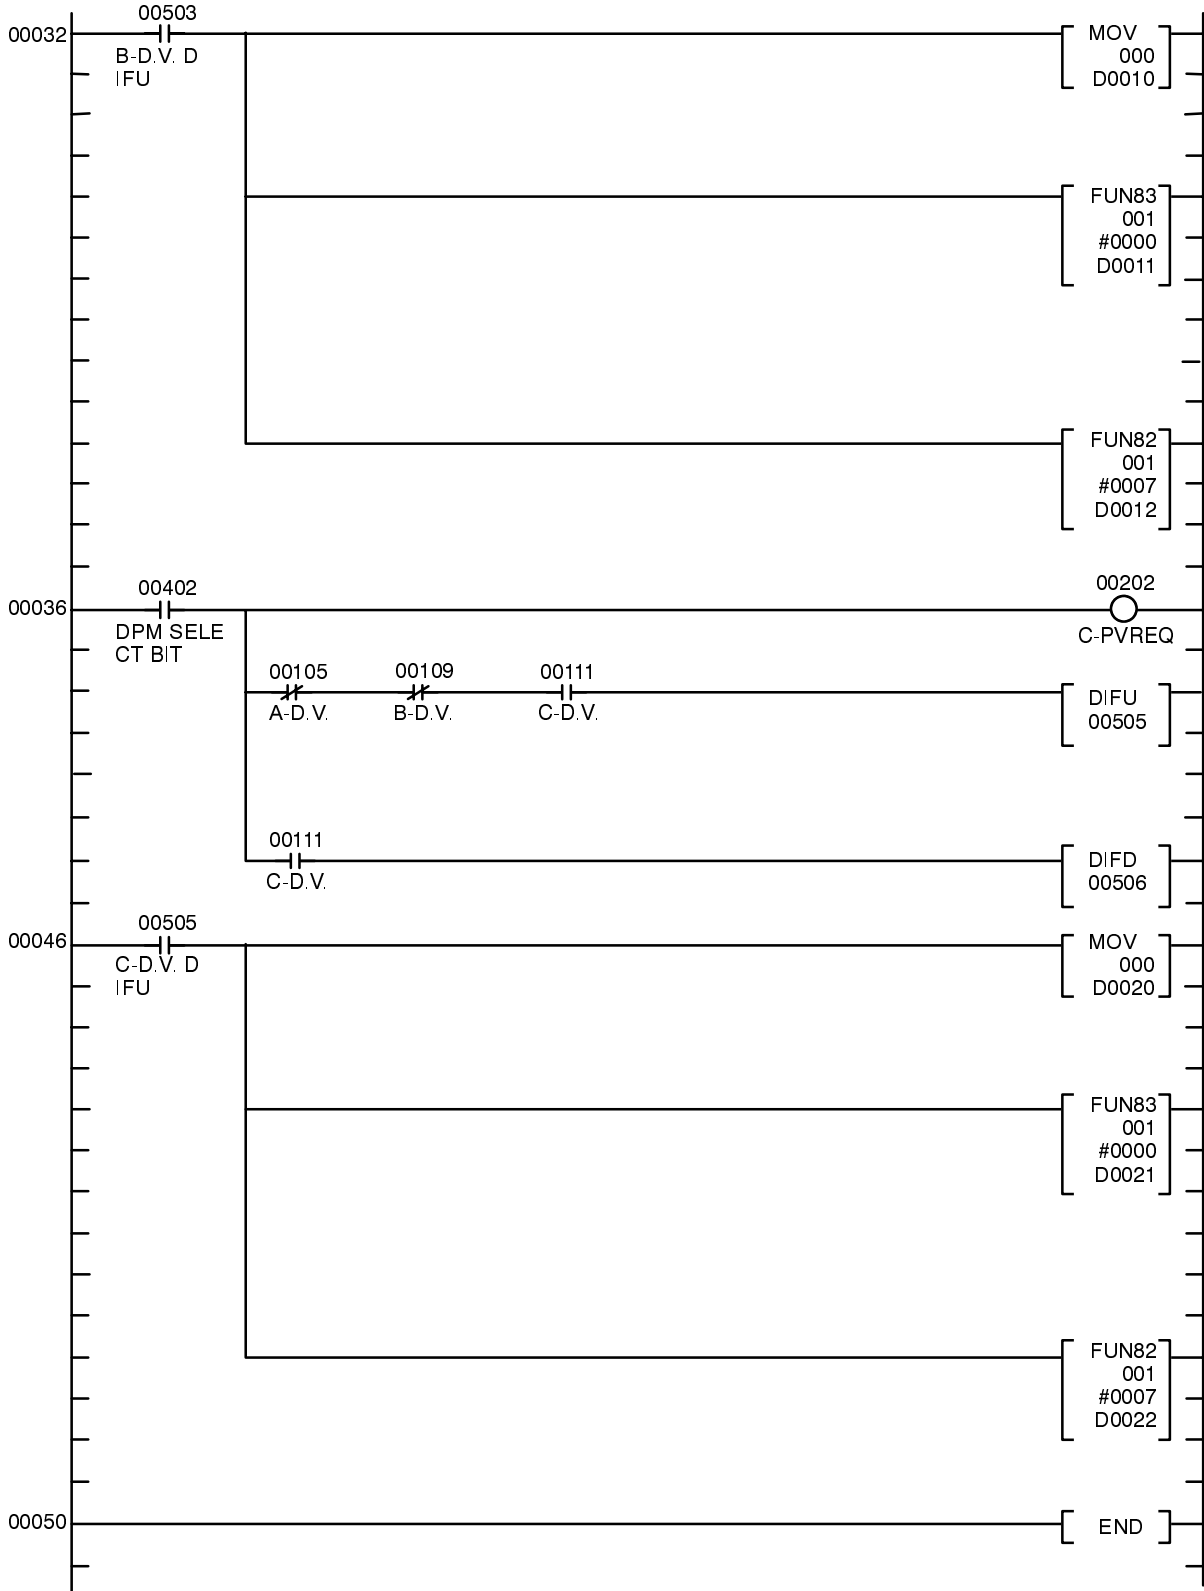 00503
00032
B-D.V. D
IFU
MOV
000
D0010
FUN83
001
#0000
D0011
FUN82
001
#0007
D0012
00402
00036
DPM SELE
CT BIT
00202
C-PVREQ
00105
A-D.V.
00109
B-D.V.
00111
C-D.V.
DIFU
00505
00111
C-D.V.
DIFD
00506
00505
00046
C-D.V. D
IFU
MOV
000
D0020
FUN83
001
#0000
D0021
FUN82
001
#0007
D0022
00050
END